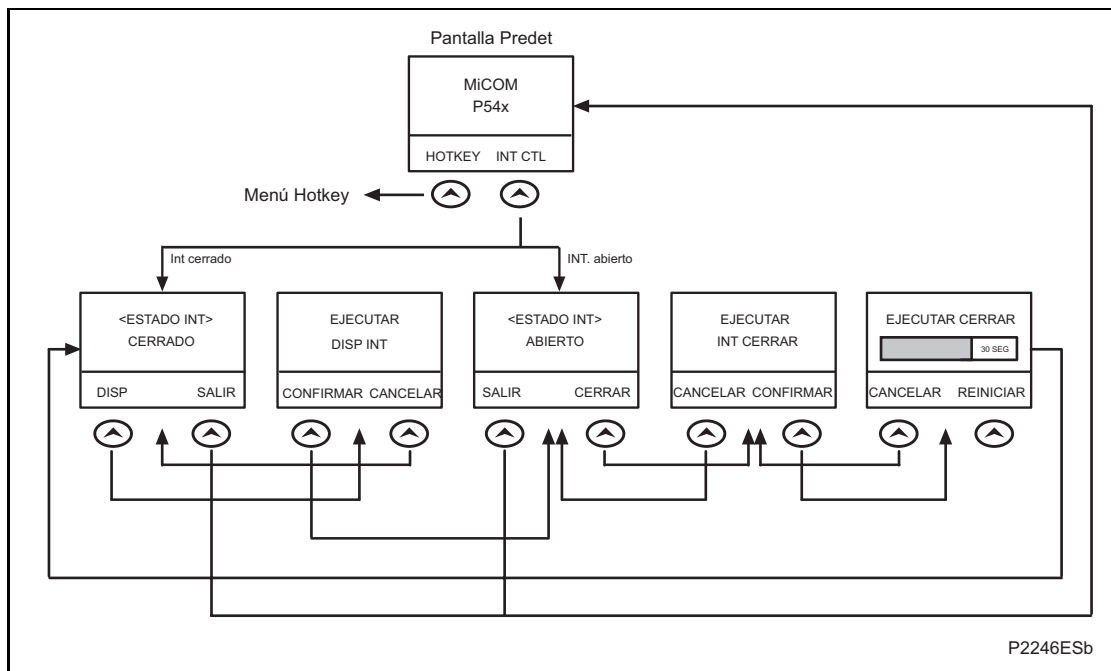 Pantalla Predet
MiCOM
P54x
HOTKEY INT CTL
Menú Hotkey
Int cerrado
INT. abierto
<ESTADO INT>
CERRADO
DISP SALIR
EJECUTAR
DISP INT
CONFIRMAR CANCELAR
<ESTADO INT>
ABIERTO
SALIR CERRAR
EJECUTAR
INT CERRAR
CANCELAR CONFIRMAR
EJECUTAR CERRAR
30 SEG
CANCELAR REINICIAR
P2246ESb